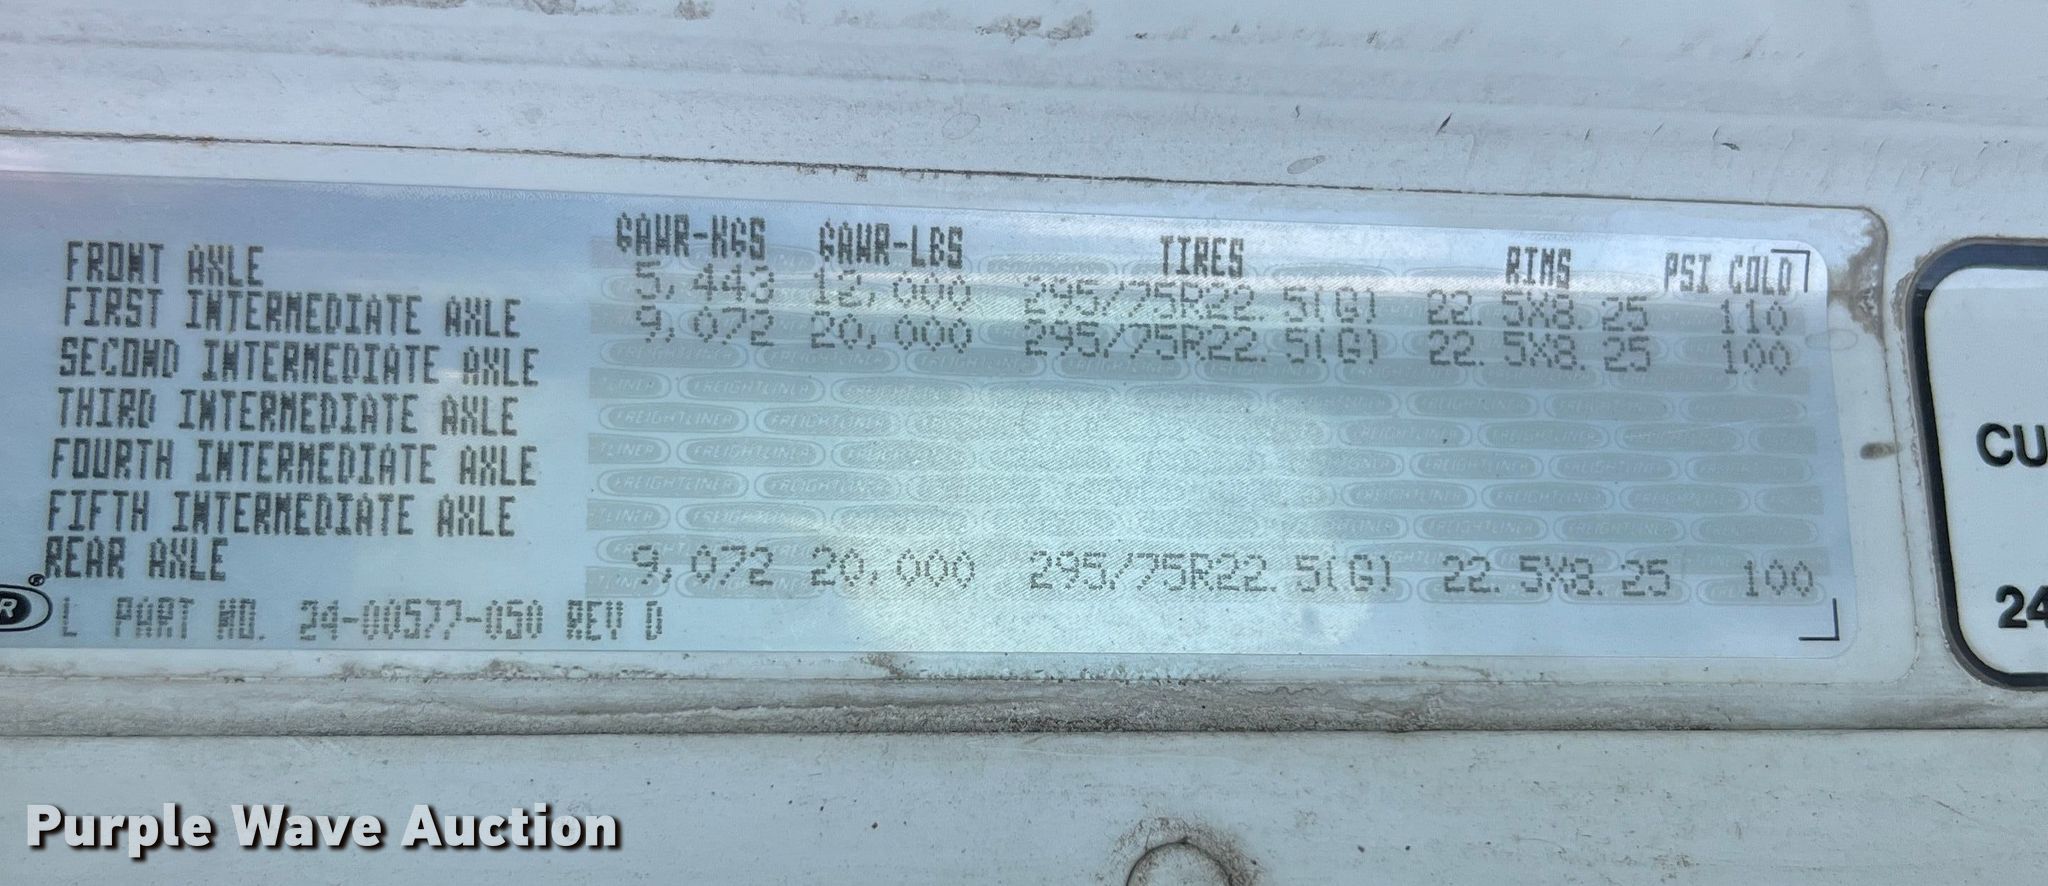 GAWR-KGS GAWR-LBS TIRES RIMS PSI COLD
FRONT AXLE 5,443 12,000 295/75R22.5(G) 22.5X8.25 110
FIRST INTERMEDIATE AXLE 9,072 20,000 295/75R22.5(G) 22.5X8.25 100
SECOND INTERMEDIATE AXLE
THIRD INTERMEDIATE AXLE
FOURTH INTERMEDIATE AXLE
FIFTH INTERMEDIATE AXLE
REAR AXLE 9,072 20,000 295/75R22.5(G) 22.5X8.25 100
L PART NO. 24-00577-050 REV D
R®
CU
24
Purple Wave Auction